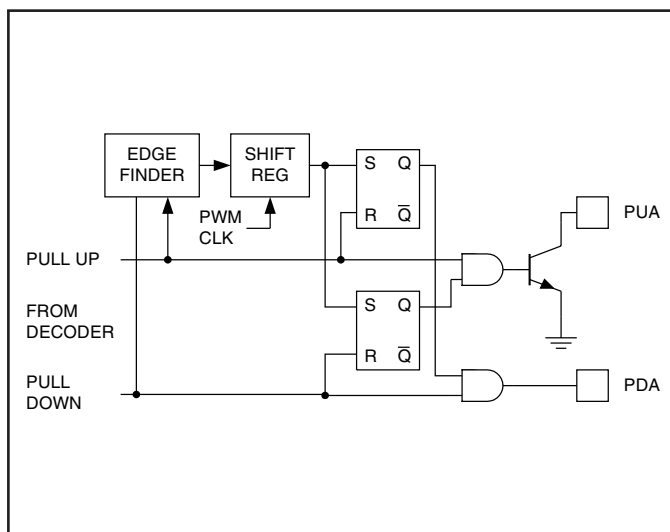 EDGE
FINDER
SHIFT
REG
PWM
CLK
S Q
R Q̅
PULL UP
PUA
FROM
DECODER
S Q
R Q̅
PULL
DOWN
PDA